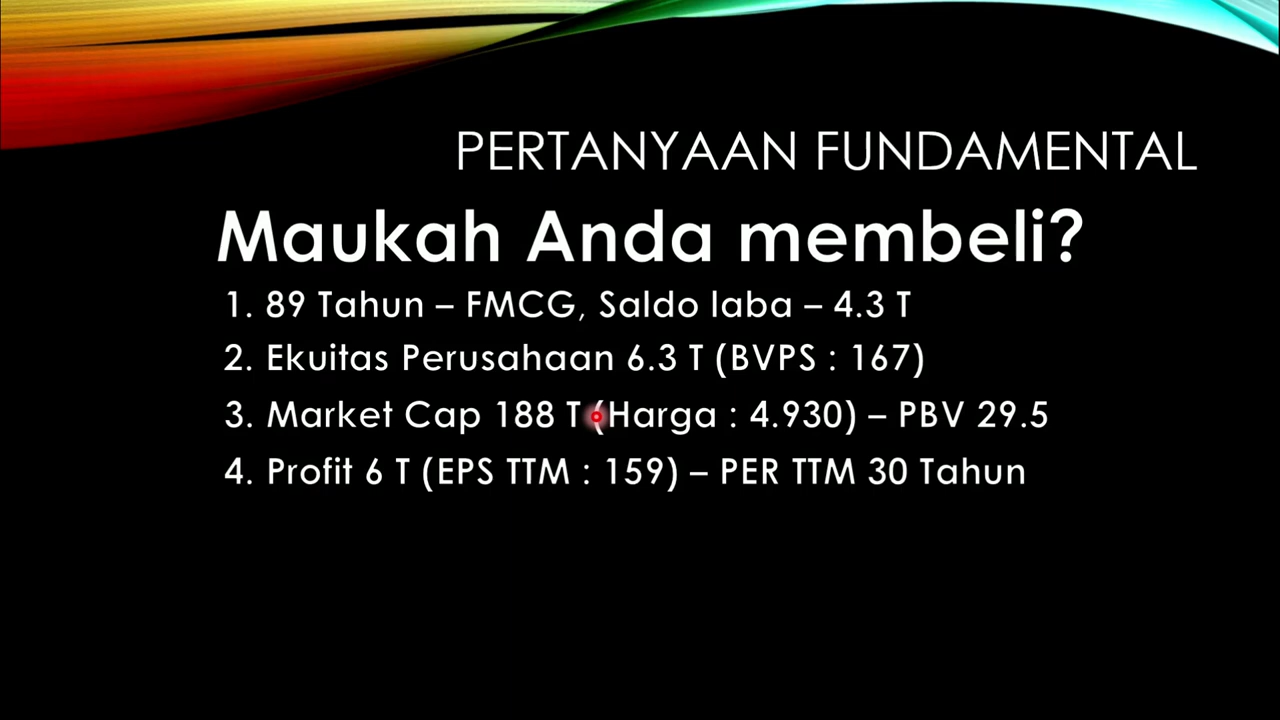 PERTANYAAN FUNDAMENTAL
Maukah Anda membeli?
1. 89 Tahun – FMCG, Saldo laba – 4.3 T
2. Ekuitas Perusahaan 6.3 T (BVPS : 167)
3. Market Cap 188 T (Harga : 4.930) – PBV 29.5
4. Profit 6 T (EPS TTM : 159) – PER TTM 30 Tahun